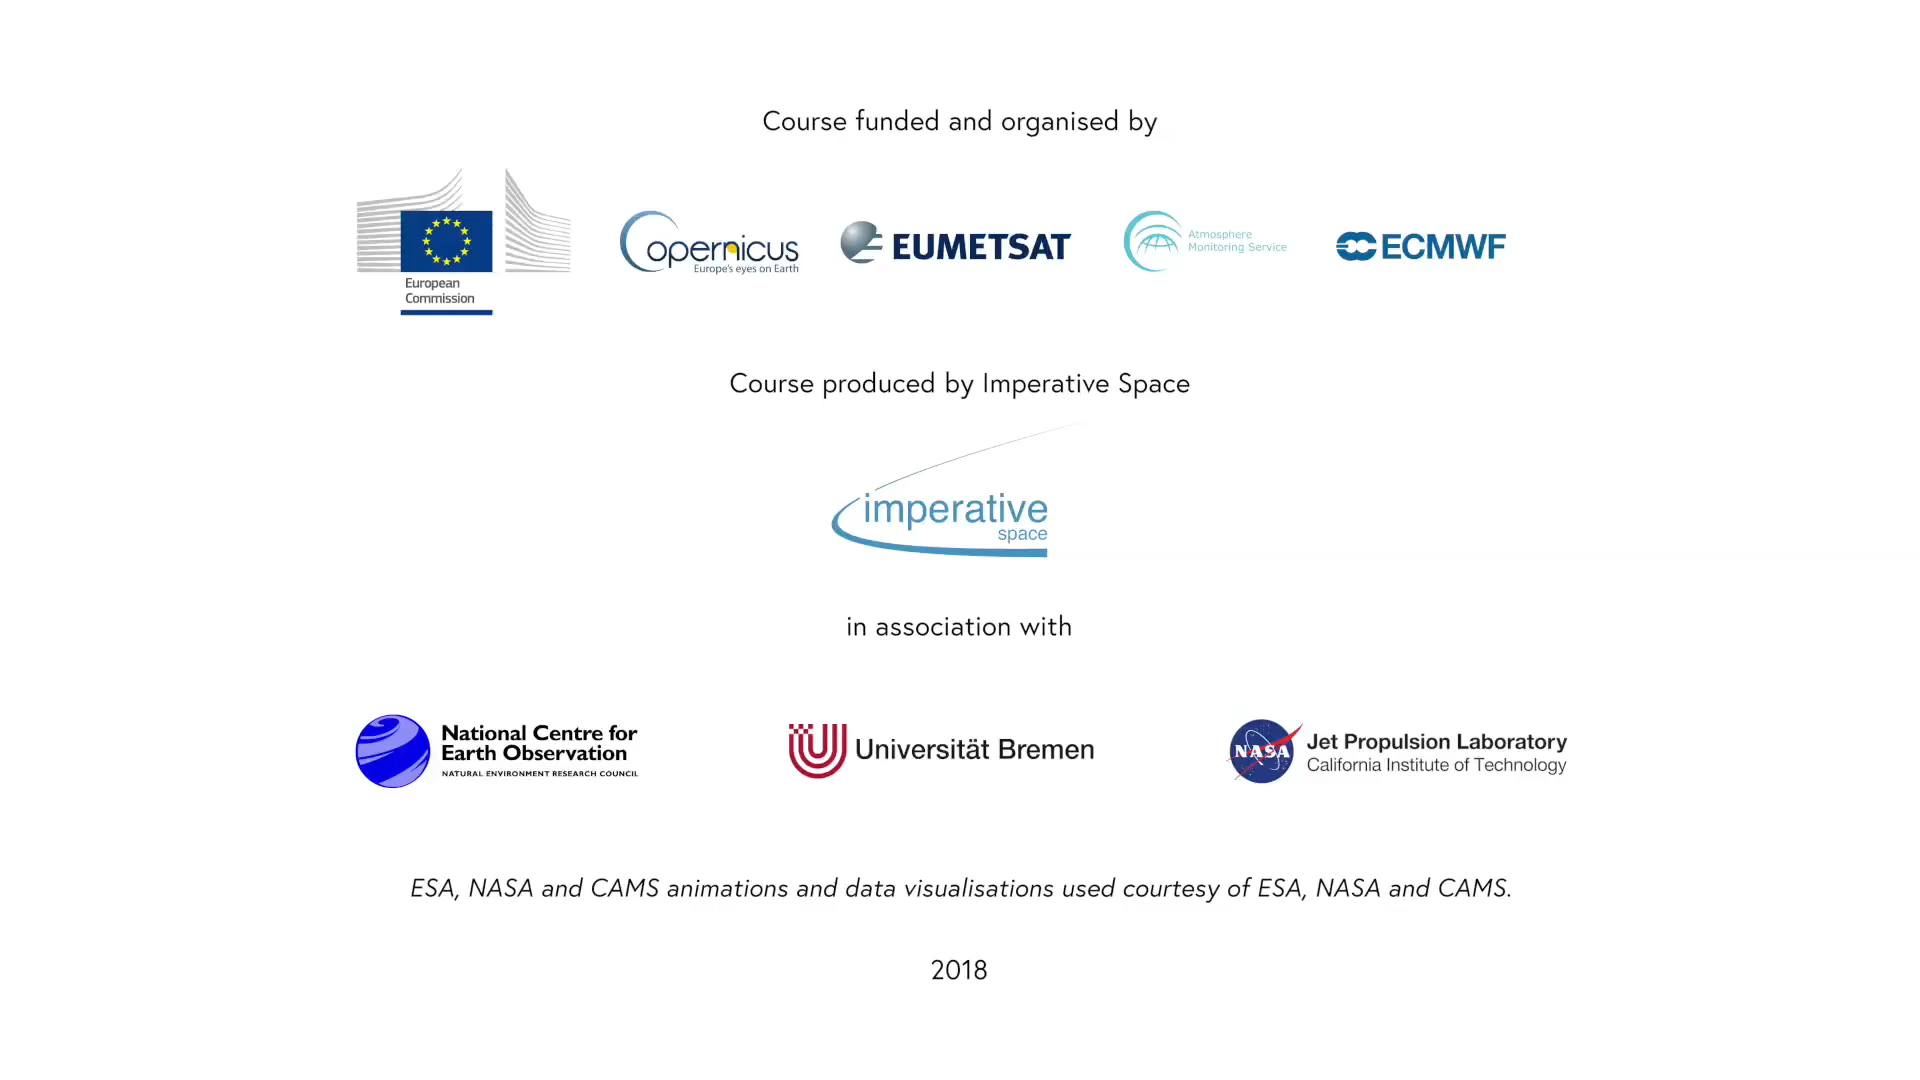 Course funded and organised by
European
Commission
Copernicus
Europe's eyes on Earth
EUMETSAT
Atmosphere
Monitoring Service
ECMWF
Course produced by Imperative Space
imperative
space
in association with
National Centre for
Earth Observation
NATURAL ENVIRONMENT RESEARCH COUNCIL
Universität Bremen
NASA
Jet Propulsion Laboratory
California Institute of Technology
ESA, NASA and CAMS animations and data visualisations used courtesy of ESA, NASA and CAMS.
2018